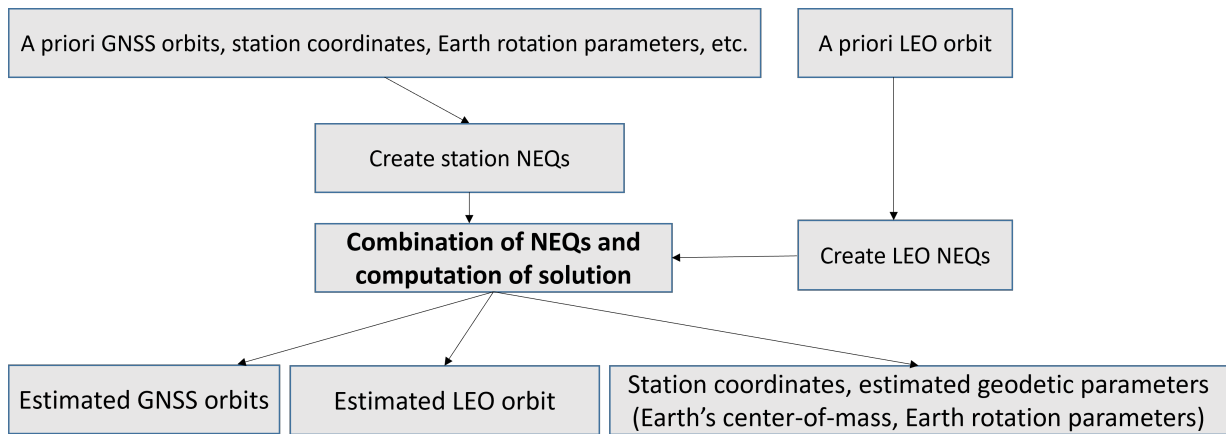 A priori GNSS orbits, station coordinates, Earth rotation parameters, etc.
A priori LEO orbit
Create station NEQs
Combination of NEQs and
computation of solution
Create LEO NEQs
Estimated GNSS orbits
Estimated LEO orbit
Station coordinates, estimated geodetic parameters
(Earth’s center-of-mass, Earth rotation parameters)